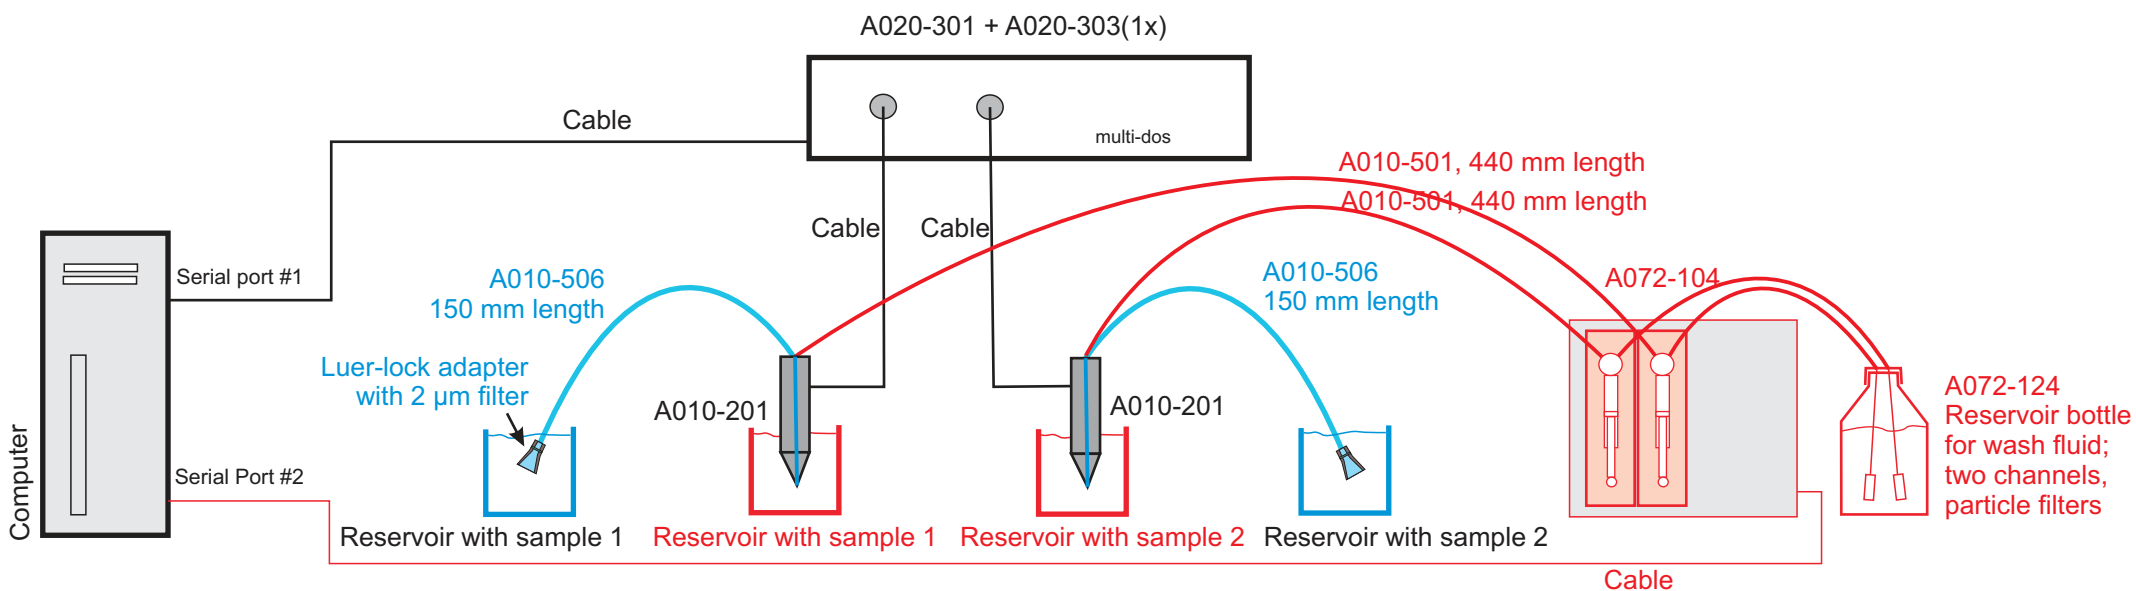 A020-301 + A020-303(1x)
Cable
multi-dos
A010-501, 440 mm length
A010-501, 440 mm length
Cable
Cable
Serial port #1
A010-506
150 mm length
A010-506
150 mm length
A072-104
Luer-lock adapter
with 2 µm filter
A010-201
A010-201
A072-124
Reservoir bottle
for wash fluid;
two channels,
particle filters
Computer
Serial Port #2
Reservoir with sample 1
Reservoir with sample 1
Reservoir with sample 2
Reservoir with sample 2
Cable